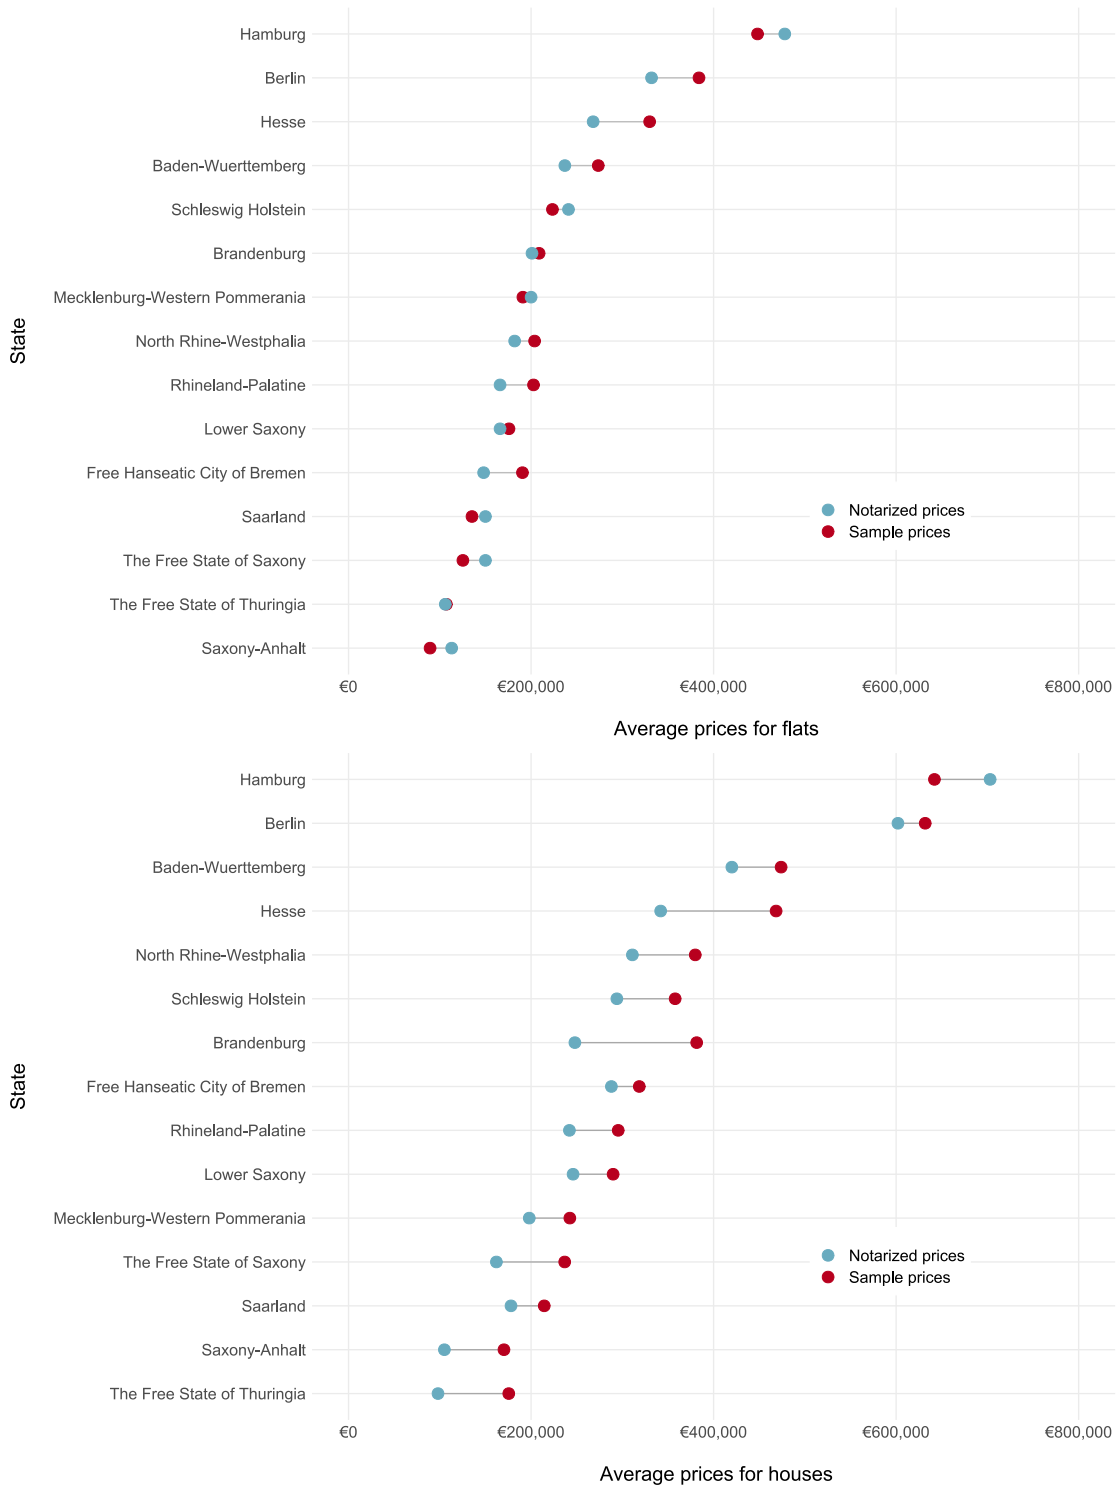 Hamburg
Berlin
Hesse
Baden-Wuerttemberg
Schleswig Holstein
Brandenburg
Mecklenburg-Western Pommerania
North Rhine-Westphalia
Rhineland-Palatine
Lower Saxony
Free Hanseatic City of Bremen
Saarland
The Free State of Saxony
The Free State of Thuringia
Saxony-Anhalt
State
Notarized prices
Sample prices
€0 €200,000 €400,000 €600,000 €800,000
Average prices for flats
Hamburg
Berlin
Baden-Wuerttemberg
Hesse
North Rhine-Westphalia
Schleswig Holstein
Brandenburg
Free Hanseatic City of Bremen
Rhineland-Palatine
Lower Saxony
Mecklenburg-Western Pommerania
The Free State of Saxony
Saarland
Saxony-Anhalt
The Free State of Thuringia
State
Notarized prices
Sample prices
€0 €200,000 €400,000 €600,000 €800,000
Average prices for houses